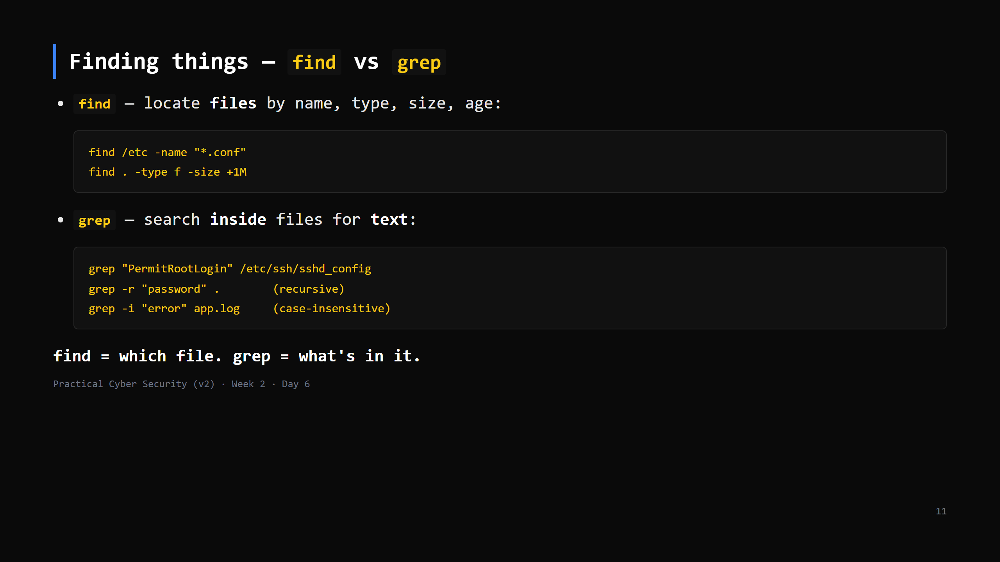 Finding things — find vs grep
• find — locate files by name, type, size, age:
find /etc -name "*.conf"
find . -type f -size +1M
• grep — search inside files for text:
grep "PermitRootLogin" /etc/ssh/sshd_config
grep -r "password" .        (recursive)
grep -i "error" app.log     (case-insensitive)
find = which file. grep = what's in it.
Practical Cyber Security (v2) · Week 2 · Day 6
11